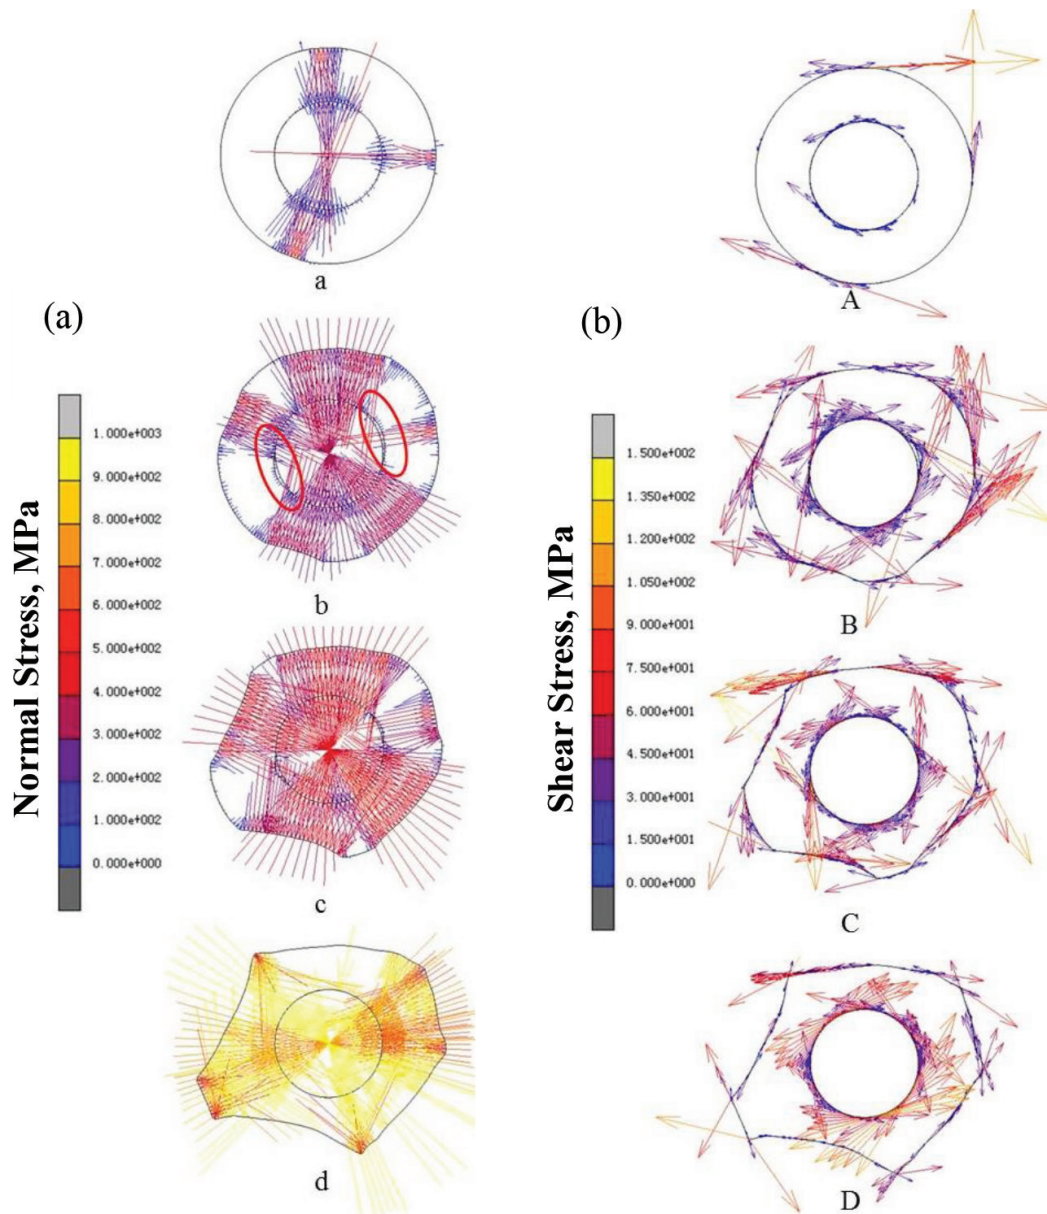 (a)
Normal Stress, MPa
1.000e+003
9.000e+002
8.000e+002
7.000e+002
6.000e+002
5.000e+002
4.000e+002
3.000e+002
2.000e+002
1.000e+002
0.000e+000
a
b
c
d
(b)
Shear Stress, MPa
1.500e+002
1.350e+002
1.200e+002
1.050e+002
9.000e+001
7.500e+001
6.000e+001
4.500e+001
3.000e+001
1.500e+001
0.000e+000
A
B
C
D